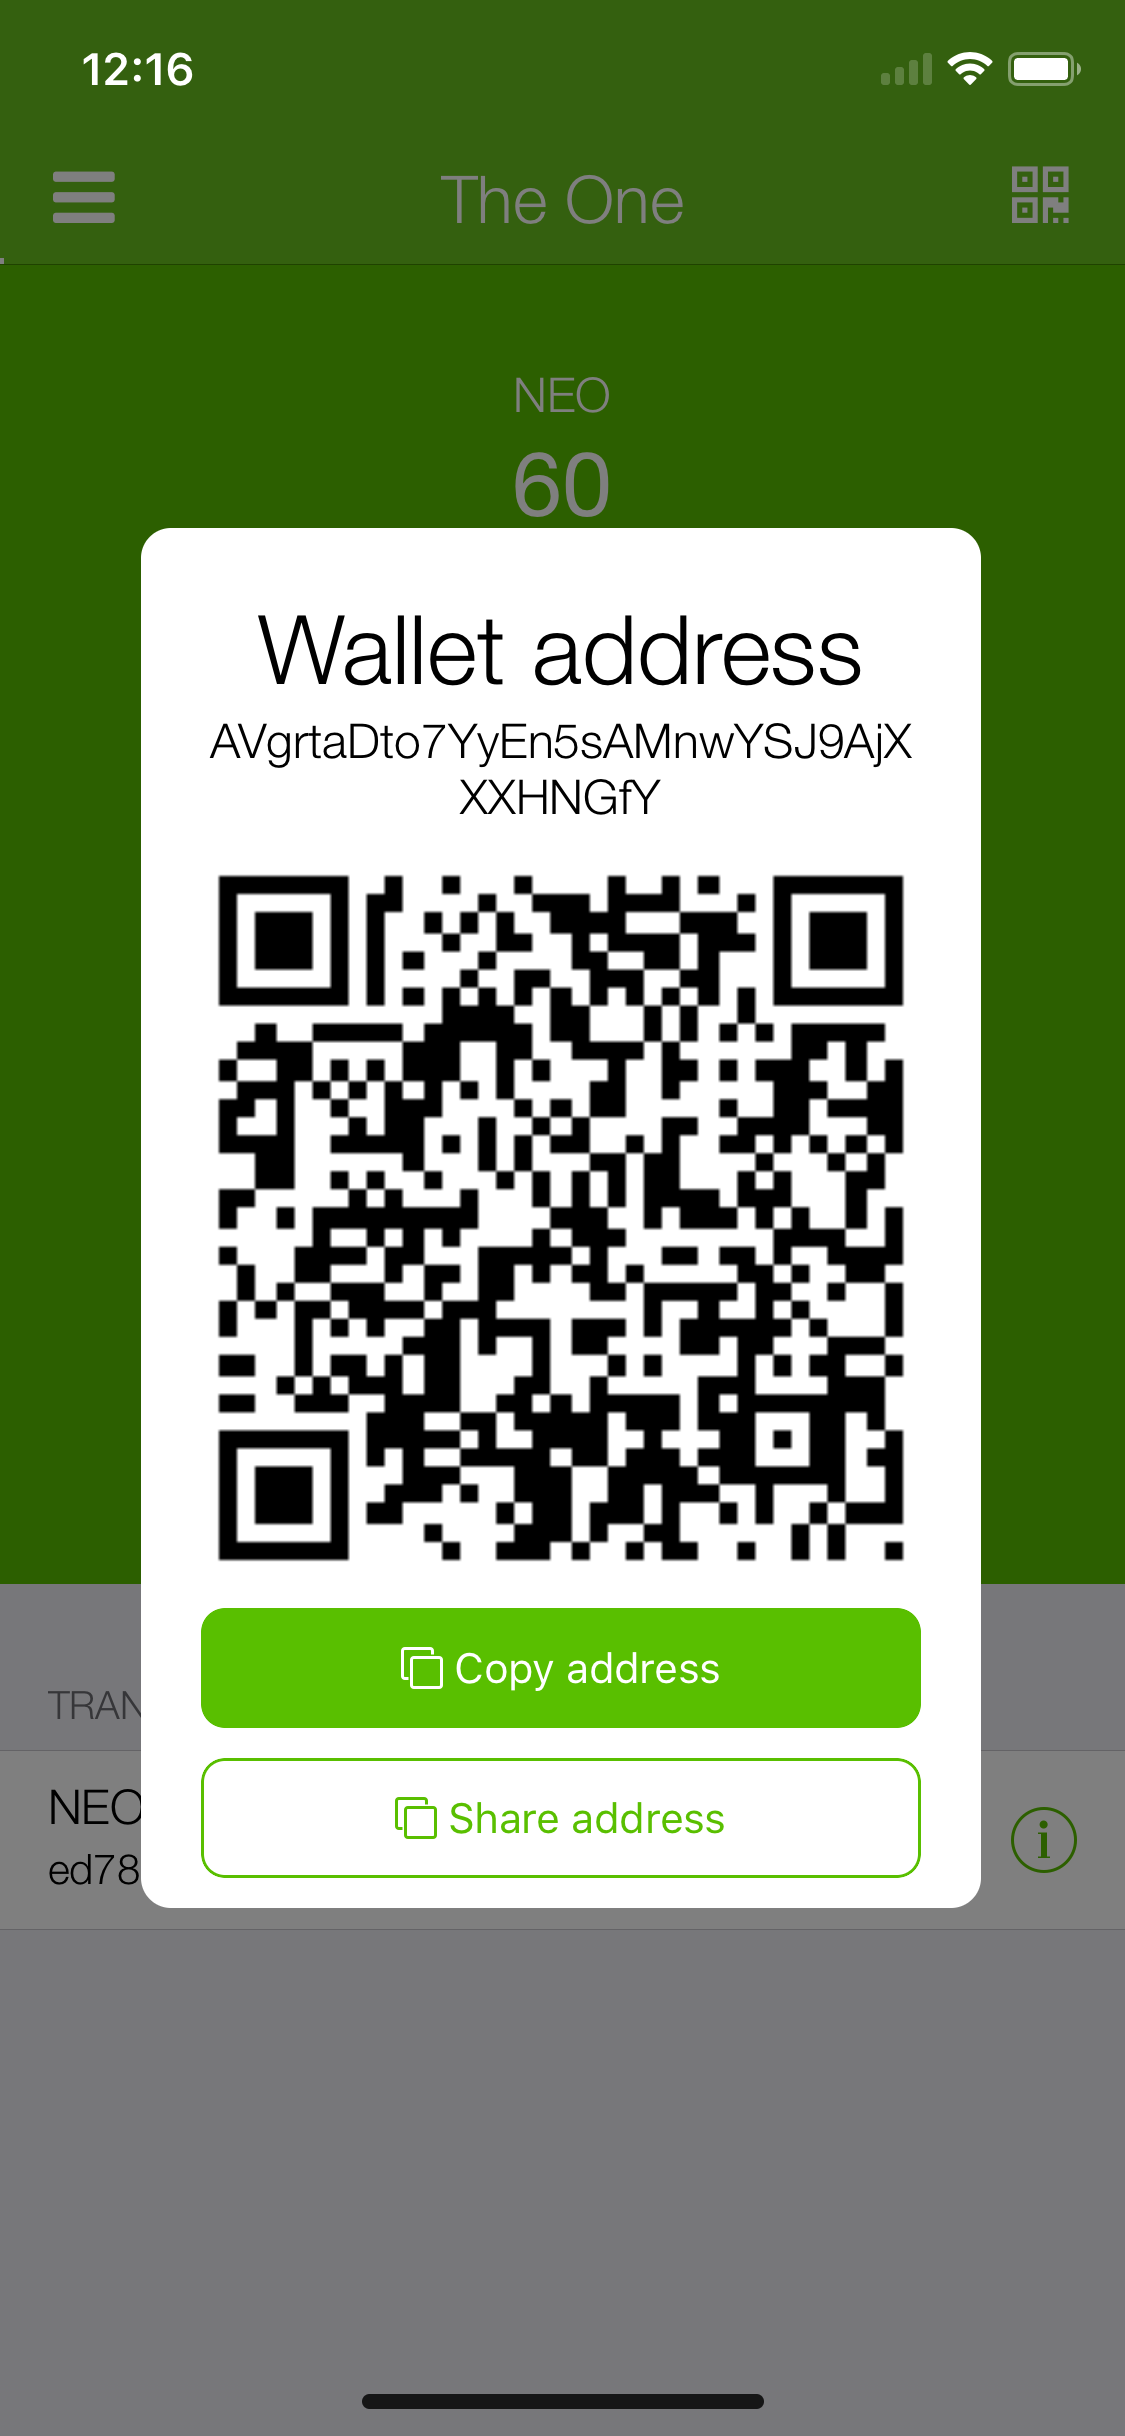 12:16
The One
NEO
60
Wallet address
AVgrtaDto7YyEn5sAMnwYSJ9AjX
XXHNGfY
Copy address
Share address
TRAN
NEO
ed78